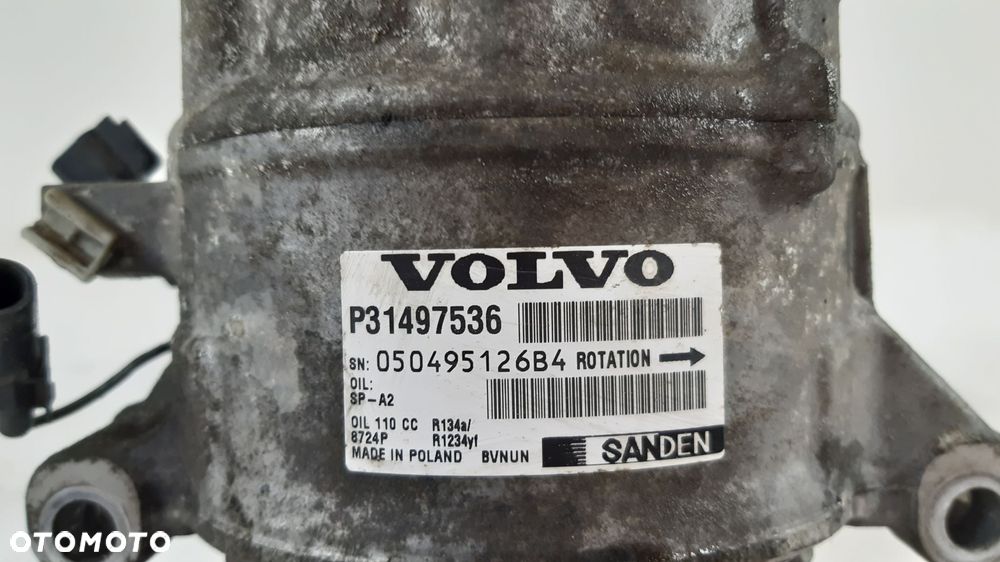 VOLVO
P31497536
SN: 050495126B4 ROTATION
OIL:
SP-A2
OIL 110 CC R134a/
8724P R1234yf
MADE IN POLAND BVNUN SANDEN
OTOMOTO